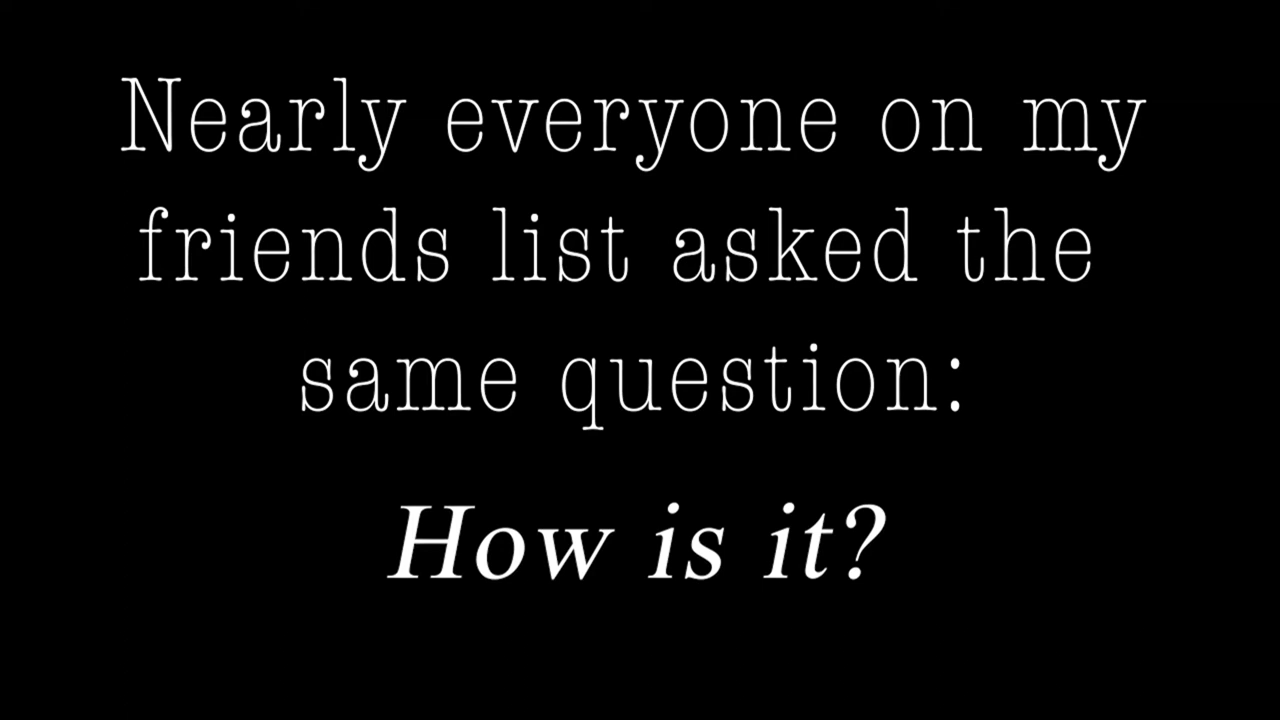 Nearly everyone on my
friends list asked the
same question:
How is it?